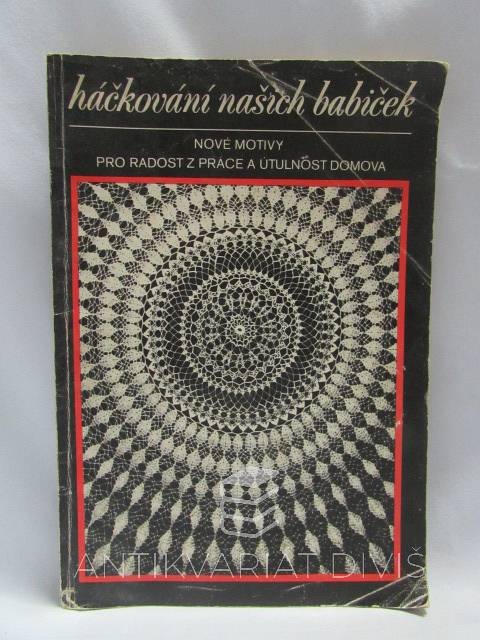 háčkování našich babiček
NOVÉ MOTIVY
PRO RADOST Z PRÁCE A ÚTULNOST DOMOVA
ANTIKVARIÁT DIVIŠ